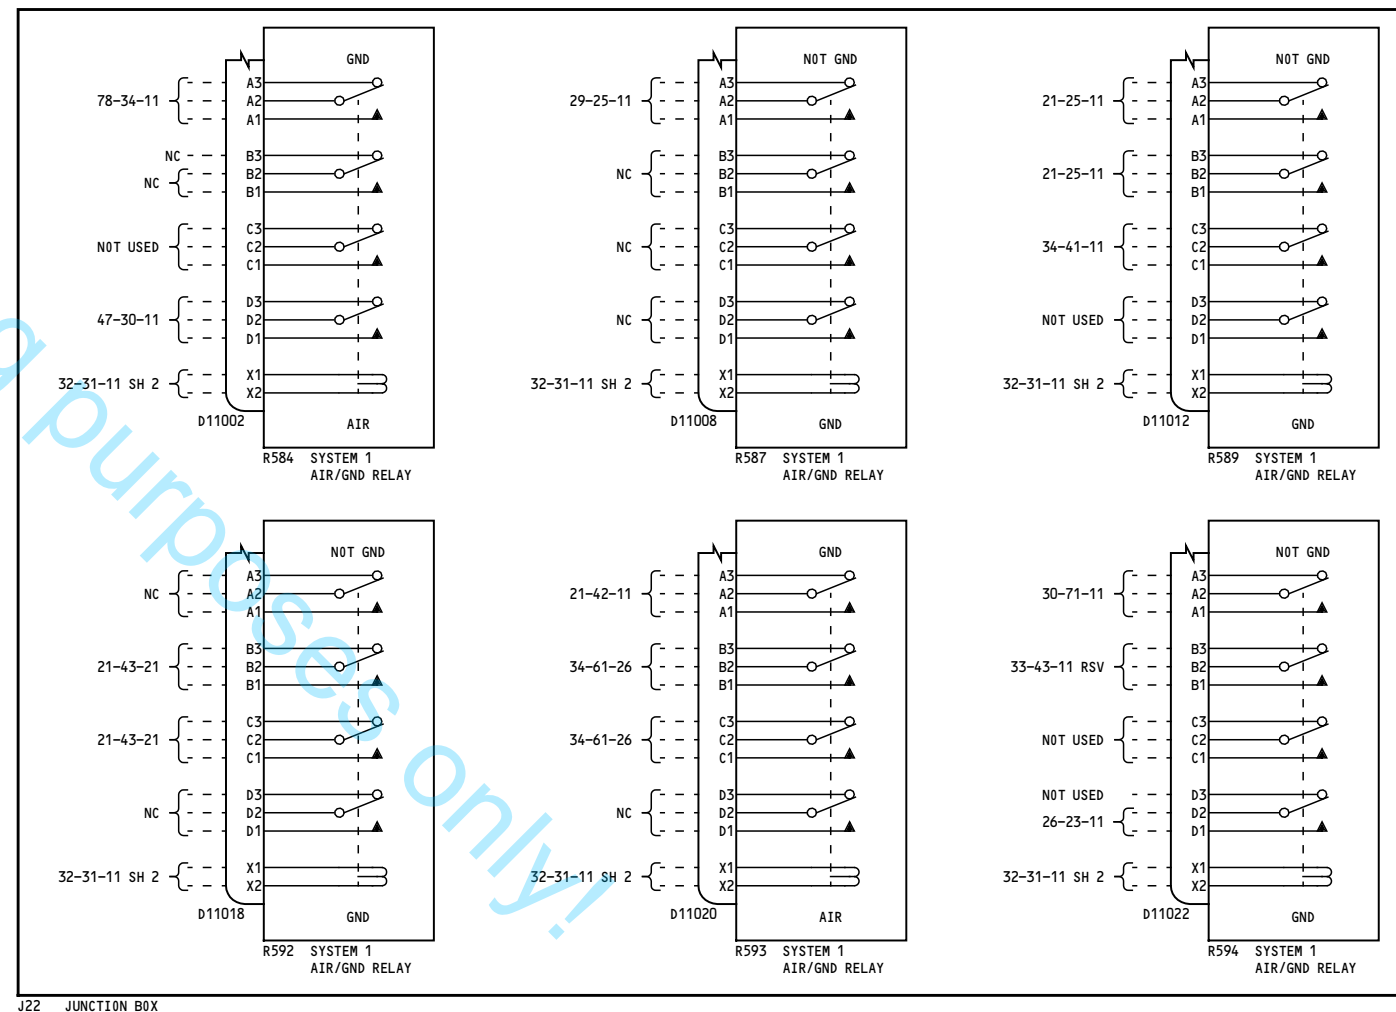 GND
A3
78-34-11 A2
A1
NC B3
NC B2
B1
C3
NOT USED C2
C1
D3
47-30-11 D2
D1
32-31-11 SH 2 X1
X2
D11002
AIR
R584 SYSTEM 1
AIR/GND RELAY
NOT GND
A3
29-25-11 A2
A1
B3
NC B2
B1
C3
NC C2
C1
D3
NC D2
D1
32-31-11 SH 2 X1
X2
D11008
GND
R587 SYSTEM 1
AIR/GND RELAY
NOT GND
A3
21-25-11 A2
A1
B3
21-25-11 B2
B1
C3
34-41-11 C2
C1
D3
NOT USED D2
D1
32-31-11 SH 2 X1
X2
D11012
GND
R589 SYSTEM 1
AIR/GND RELAY
NOT GND
A3
NC A2
A1
B3
21-43-21 B2
B1
C3
21-43-21 C2
C1
D3
NC D2
D1
32-31-11 SH 2 X1
X2
D11018
GND
R592 SYSTEM 1
AIR/GND RELAY
GND
A3
21-42-11 A2
A1
B3
34-61-26 B2
B1
C3
34-61-26 C2
C1
D3
NC D2
D1
32-31-11 SH 2 X1
X2
D11020
AIR
R593 SYSTEM 1
AIR/GND RELAY
NOT GND
A3
30-71-11 A2
A1
B3
33-43-11 RSV B2
B1
C3
NOT USED C2
C1
NOT USED D3
26-23-11 D2
D1
32-31-11 SH 2 X1
X2
D11022
GND
R594 SYSTEM 1
AIR/GND RELAY
J22 JUNCTION BOX
purposes only!